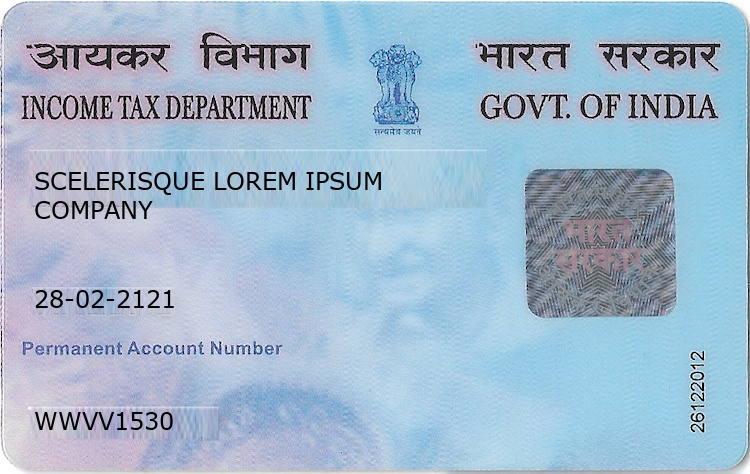 आयकर विभाग
INCOME TAX DEPARTMENT
सत्यमेव जयते
भारत सरकार
GOVT. OF INDIA
SCELERISQUE LOREM IPSUM
COMPANY
भारत
सरकार
28-02-2121
Permanent Account Number
WWVV1530
26122012